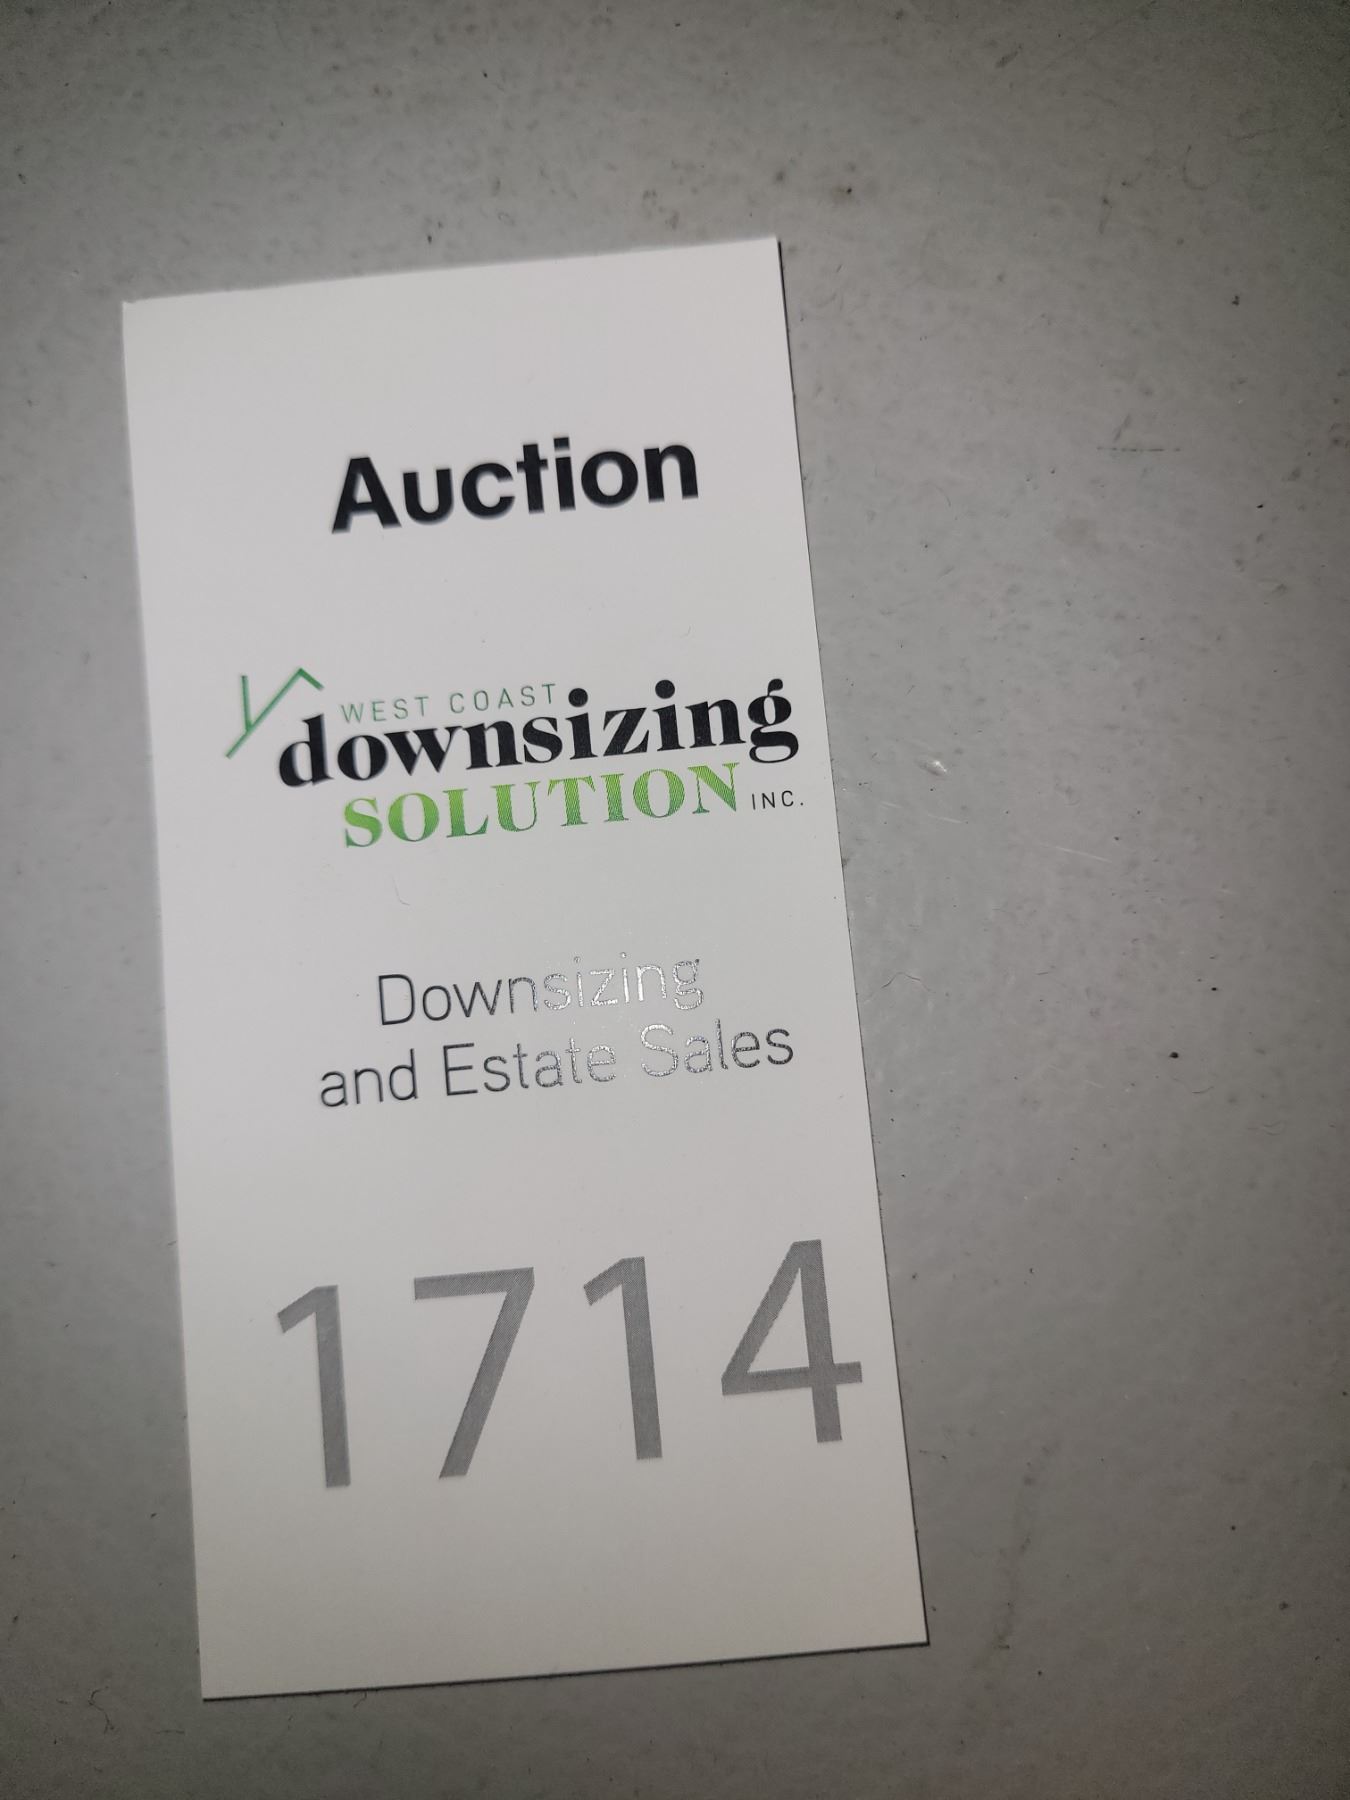 Auction
WEST COAST
downsizing
SOLUTION INC.
Downsizing
and Estate Sales
1714